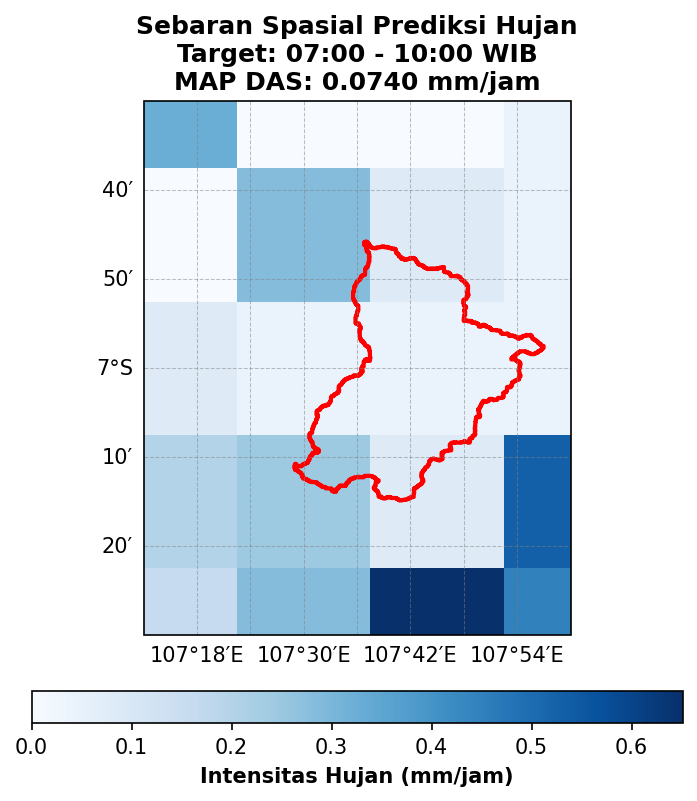 Sebaran Spasial Prediksi Hujan
Target: 07:00 - 10:00 WIB
MAP DAS: 0.0740 mm/jam
40′
50′
7°S
10′
20′
107°18′E 107°30′E 107°42′E 107°54′E
0.0 0.1 0.2 0.3 0.4 0.5 0.6
Intensitas Hujan (mm/jam)